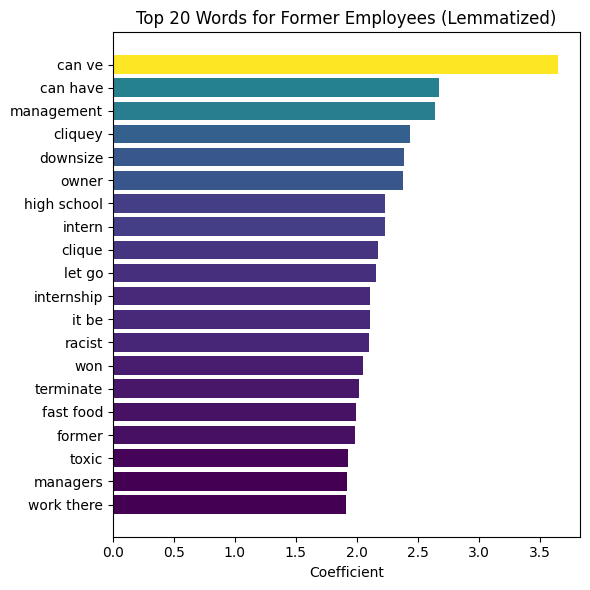 Top 20 Words for Former Employees (Lemmatized)
can ve
can have
management
cliquey
downsize
owner
high school
intern
clique
let go
internship
it be
racist
won
terminate
fast food
former
toxic
managers
work there
0.0 0.5 1.0 1.5 2.0 2.5 3.0 3.5
Coefficient